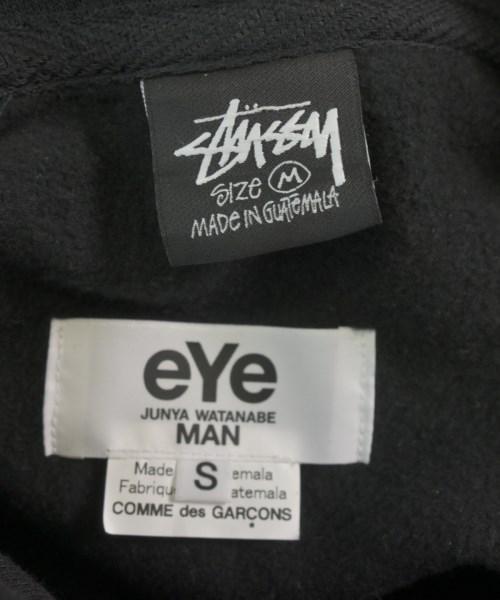 STÜSSY
SIZE M
MADE IN GUATEMALA
eYe
JUNYA WATANABE
MAN
Made emala
S
Fabriqu atemala
COMME des GARÇONS